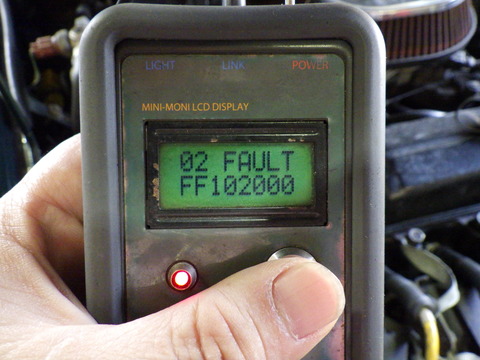 LIGHT LINK POWER
MINI-MONI LCD DISPLAY
02 FAULT
FF102000